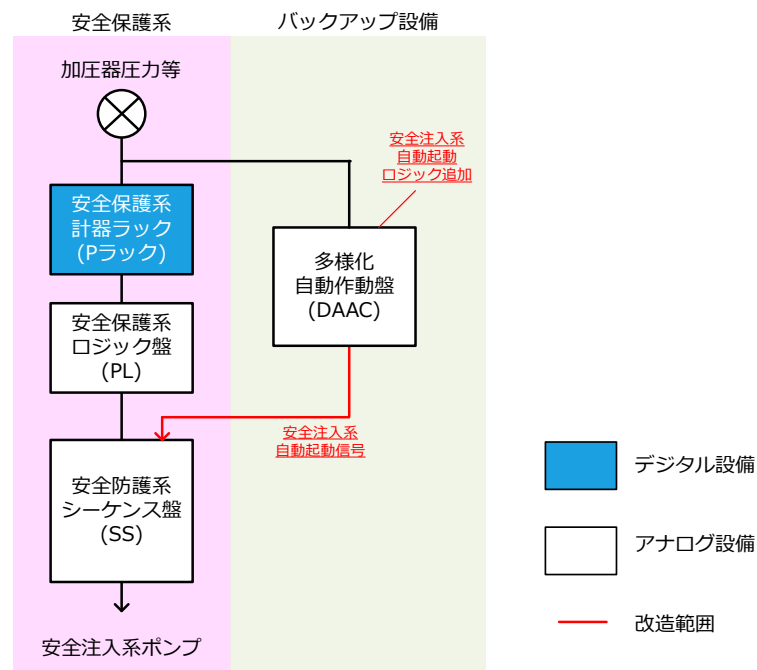 安全保護系
バックアップ設備
加圧器圧力等
安全注入系
自動起動
ロジック追加
安全保護系
計器ラック
(Pラック)
多様化
自動作動盤
(DAAC)
安全保護系
ロジック盤
(PL)
安全注入系
自動起動信号
安全防護系
シーケンス盤
(SS)
安全注入系ポンプ
デジタル設備
アナログ設備
改造範囲